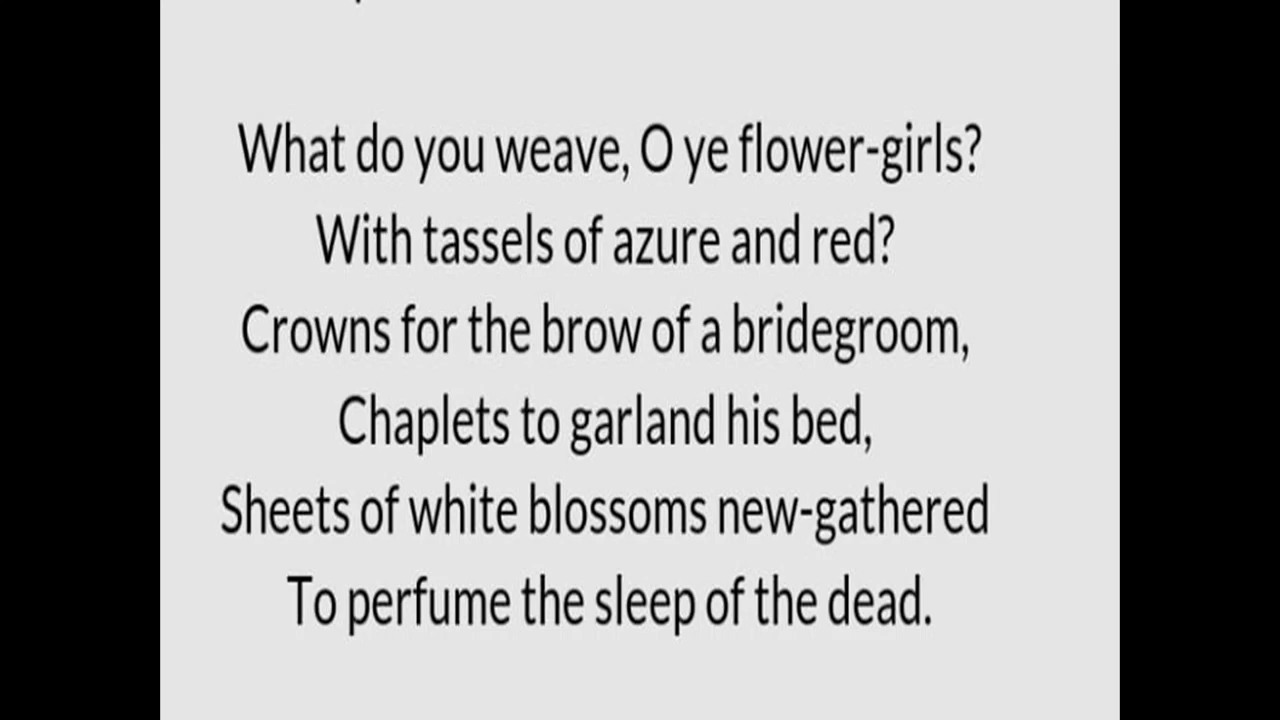 What do you weave, O ye flower-girls?
With tassels of azure and red?
Crowns for the brow of a bridegroom,
Chaplets to garland his bed,
Sheets of white blossoms new-gathered
To perfume the sleep of the dead.